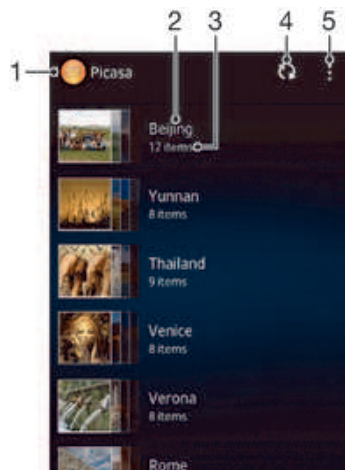 2 3 4 5
1 Picasa
Beijing
12 items
Yunnan
8 items
Thailand
9 items
Venice
8 items
Verona
8 items
Rome